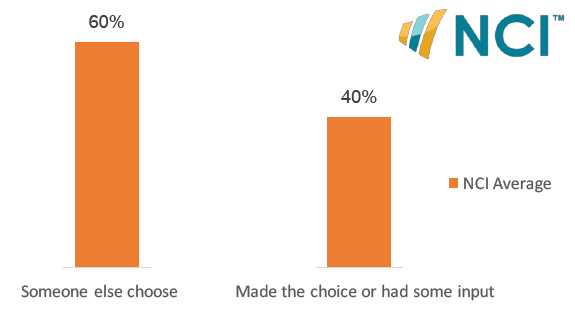 60%
NCI™
40%
NCI Average
Someone else choose
Made the choice or had some input